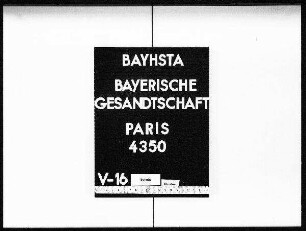 BAYHSTA
BAYERISCHE
GESANDTSCHAFT
PARIS
4350
V-16